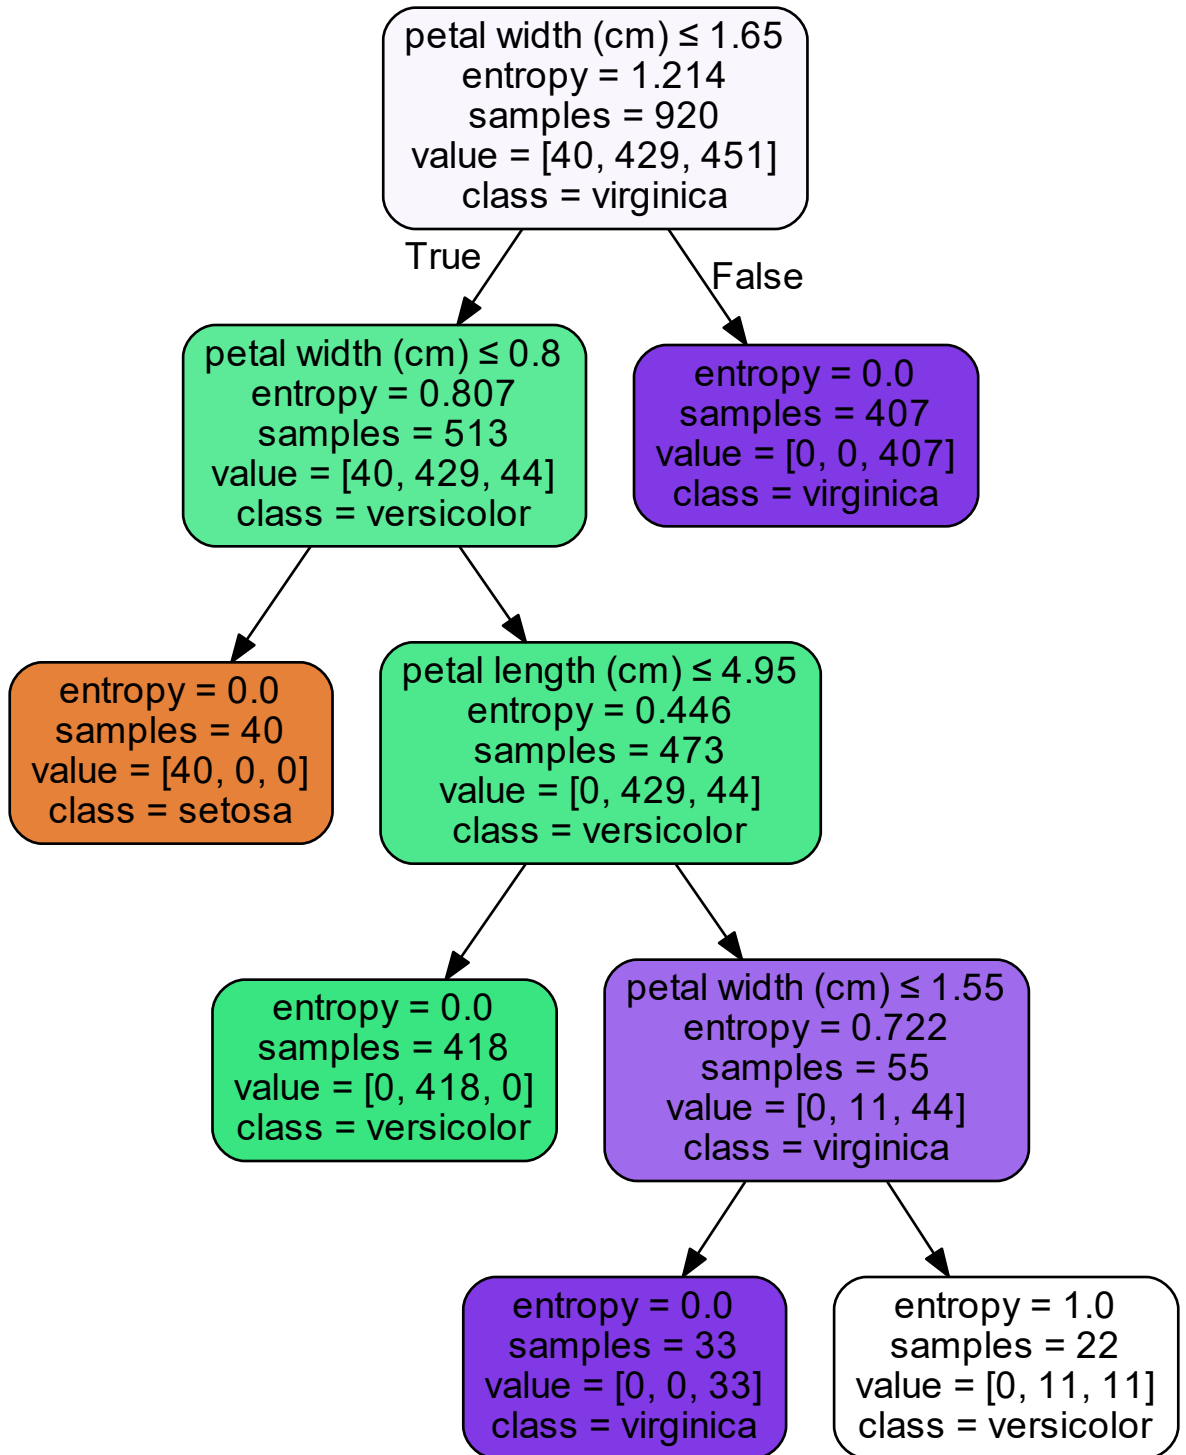 petal width (cm) ≤ 1.65
entropy = 1.214
samples = 920
value = [40, 429, 451]
class = virginica
True
False
petal width (cm) ≤ 0.8
entropy = 0.807
samples = 513
value = [40, 429, 44]
class = versicolor
entropy = 0.0
samples = 407
value = [0, 0, 407]
class = virginica
entropy = 0.0
samples = 40
value = [40, 0, 0]
class = setosa
petal length (cm) ≤ 4.95
entropy = 0.446
samples = 473
value = [0, 429, 44]
class = versicolor
entropy = 0.0
samples = 418
value = [0, 418, 0]
class = versicolor
petal width (cm) ≤ 1.55
entropy = 0.722
samples = 55
value = [0, 11, 44]
class = virginica
entropy = 0.0
samples = 33
value = [0, 0, 33]
class = virginica
entropy = 1.0
samples = 22
value = [0, 11, 11]
class = versicolor